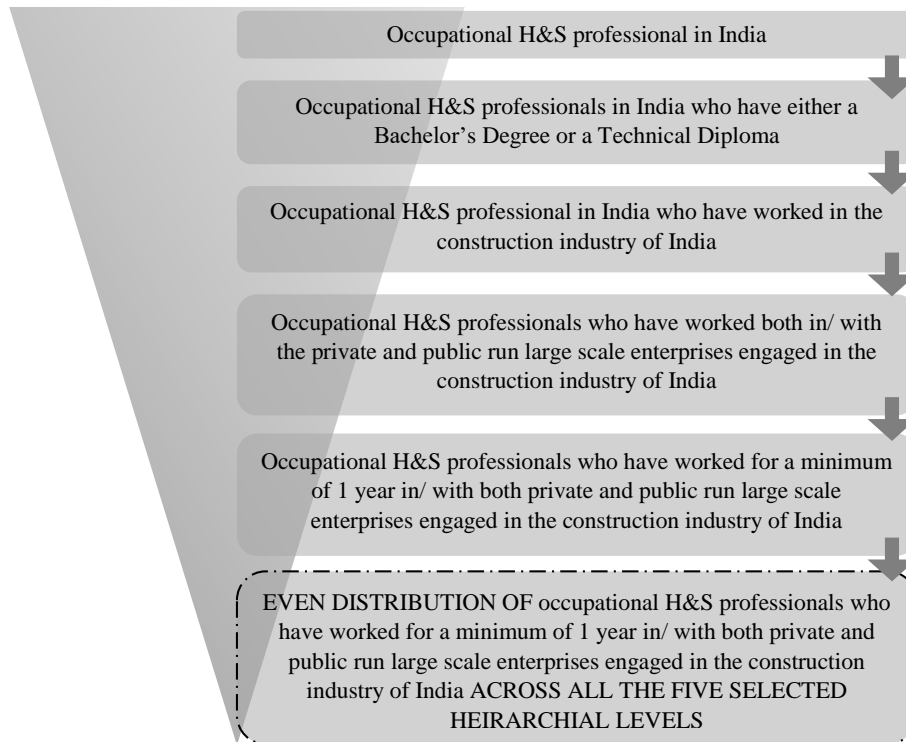 Occupational H&S professional in India
Occupational H&S professionals in India who have either a
Bachelor’s Degree or a Technical Diploma
Occupational H&S professional in India who have worked in the
construction industry of India
Occupational H&S professionals who have worked both in/ with
the private and public run large scale enterprises engaged in the
construction industry of India
Occupational H&S professionals who have worked for a minimum
of 1 year in/ with both private and public run large scale
enterprises engaged in the construction industry of India
EVEN DISTRIBUTION OF occupational H&S professionals who
have worked for a minimum of 1 year in/ with both private and
public run large scale enterprises engaged in the construction
industry of India ACROSS ALL THE FIVE SELECTED
HEIRARCHIAL LEVELS